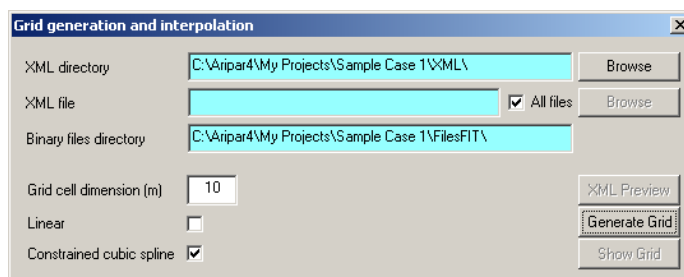 Grid generation and interpolation
XML directory C:\Aripar4\My Projects\Sample Case 1\XML\ Browse
XML file All files Browse
Binary files directory C:\Aripar4\My Projects\Sample Case 1\FilesFIT\
Grid cell dimension (m) 10 XML Preview
Linear Generate Grid
Constrained cubic spline Show Grid